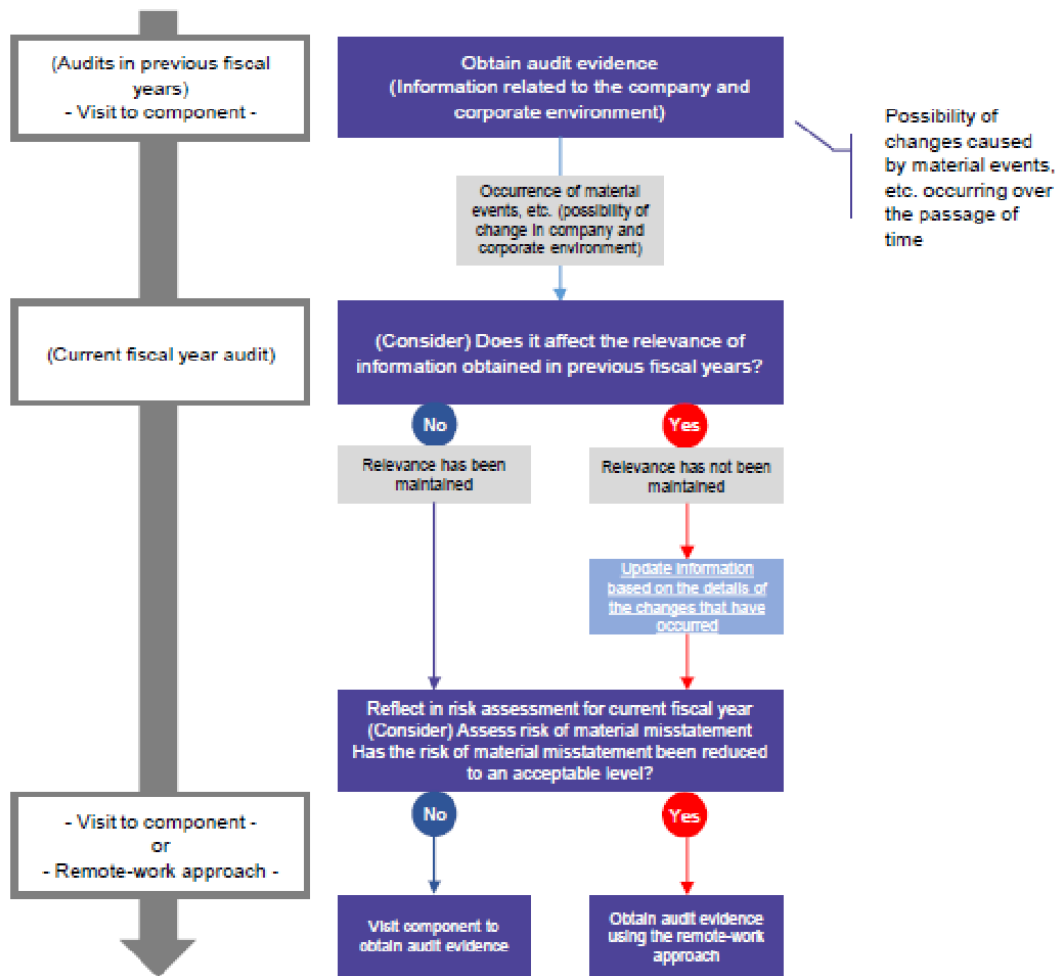 (Audits in previous fiscal
years)
- Visit to component -
Obtain audit evidence
(Information related to the company and
corporate environment)
Possibility of
changes caused
by material events,
etc. occurring over
the passage of
time
Occurrence of material
events, etc. (possibility of
change in company and
corporate environment)
(Current fiscal year audit)
(Consider) Does it affect the relevance of
information obtained in previous fiscal years?
No
Yes
Relevance has been
maintained
Relevance has not been
maintained
Update information
based on the details of
the changes that have
occurred
Reflect in risk assessment for current fiscal year
(Consider) Assess risk of material misstatement
Has the risk of material misstatement been reduced
to an acceptable level?
- Visit to component -
or
- Remote-work approach -
No
Yes
Visit component to
obtain audit evidence
Obtain audit evidence
using the remote-work
approach